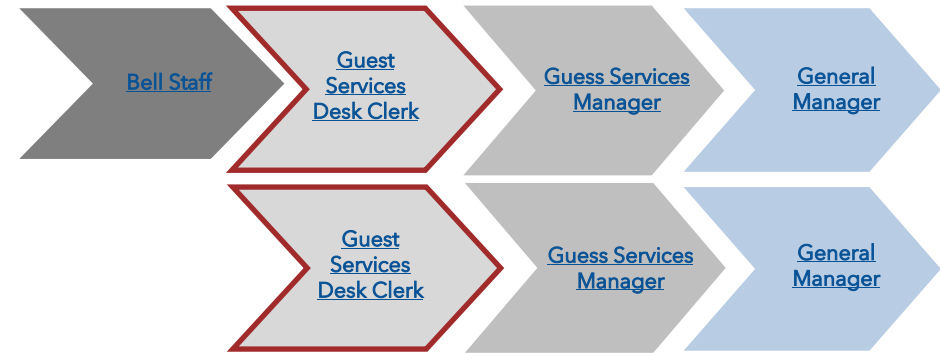 Bell Staff
Guest
Services
Desk Clerk
Guess Services
Manager
General
Manager
Guest
Services
Desk Clerk
Guess Services
Manager
General
Manager